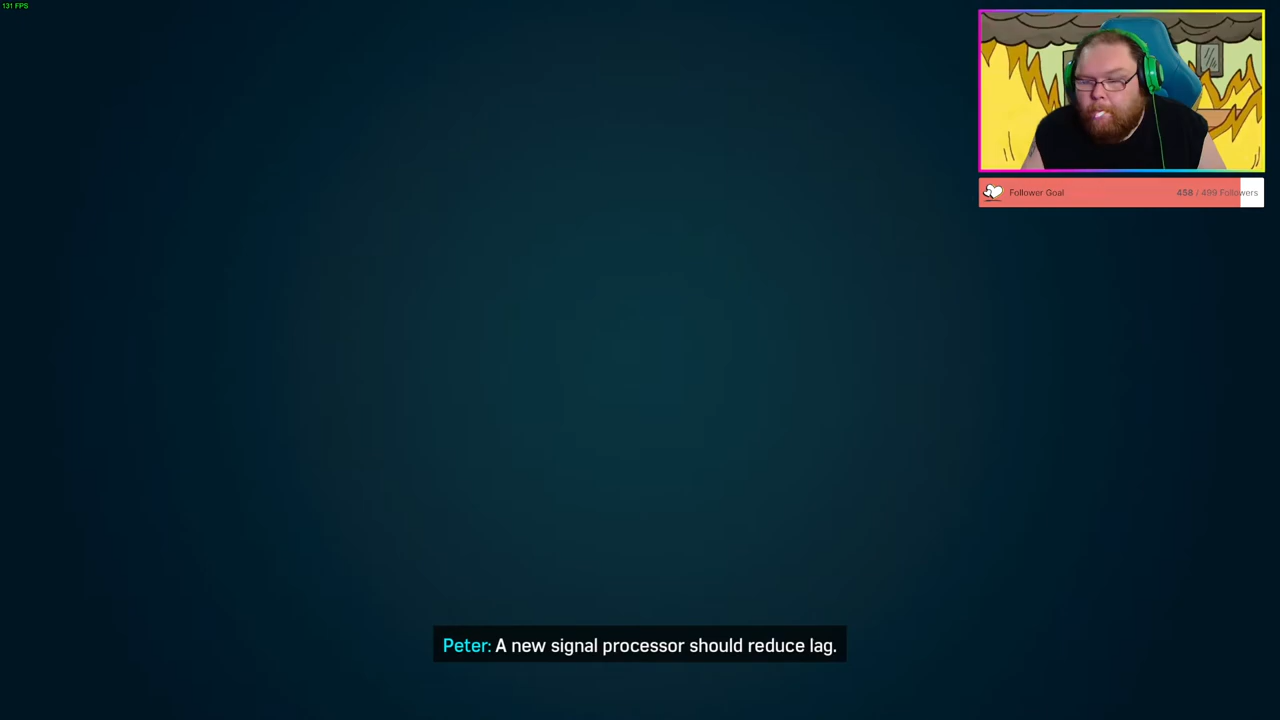 131 FPS
Follower Goal 458 / 499 Followers
Peter: A new signal processor should reduce lag.